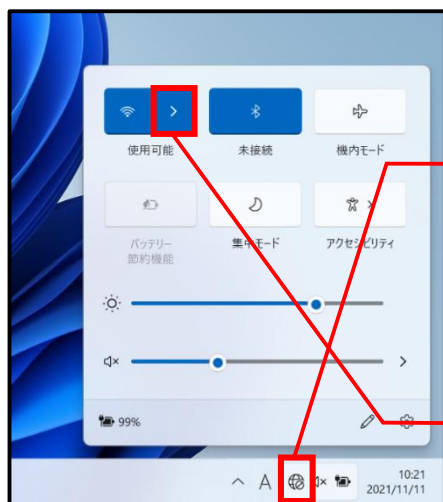 使用可能
未接続
機内モード
バッテリー
節約機能
集中モード
アクセシビリティ
99%
A
10:21
2021/11/11